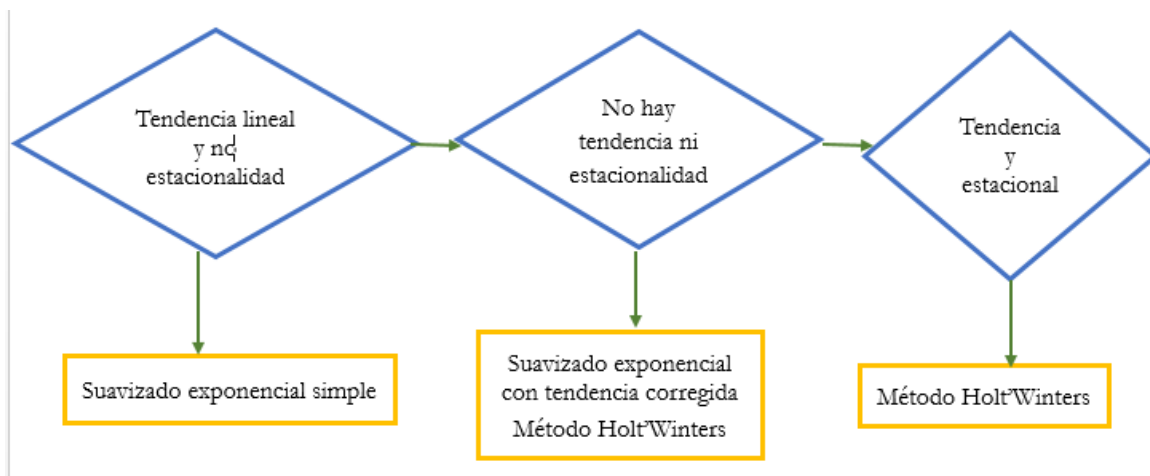 Tendencia lineal
y no
estacionalidad
No hay
tendencia ni
estacionalidad
Tendencia
y
estacional
Suavizado exponencial simple
Suavizado exponencial
con tendencia corregida
Método Holt'Winters
Método Holt'Winters